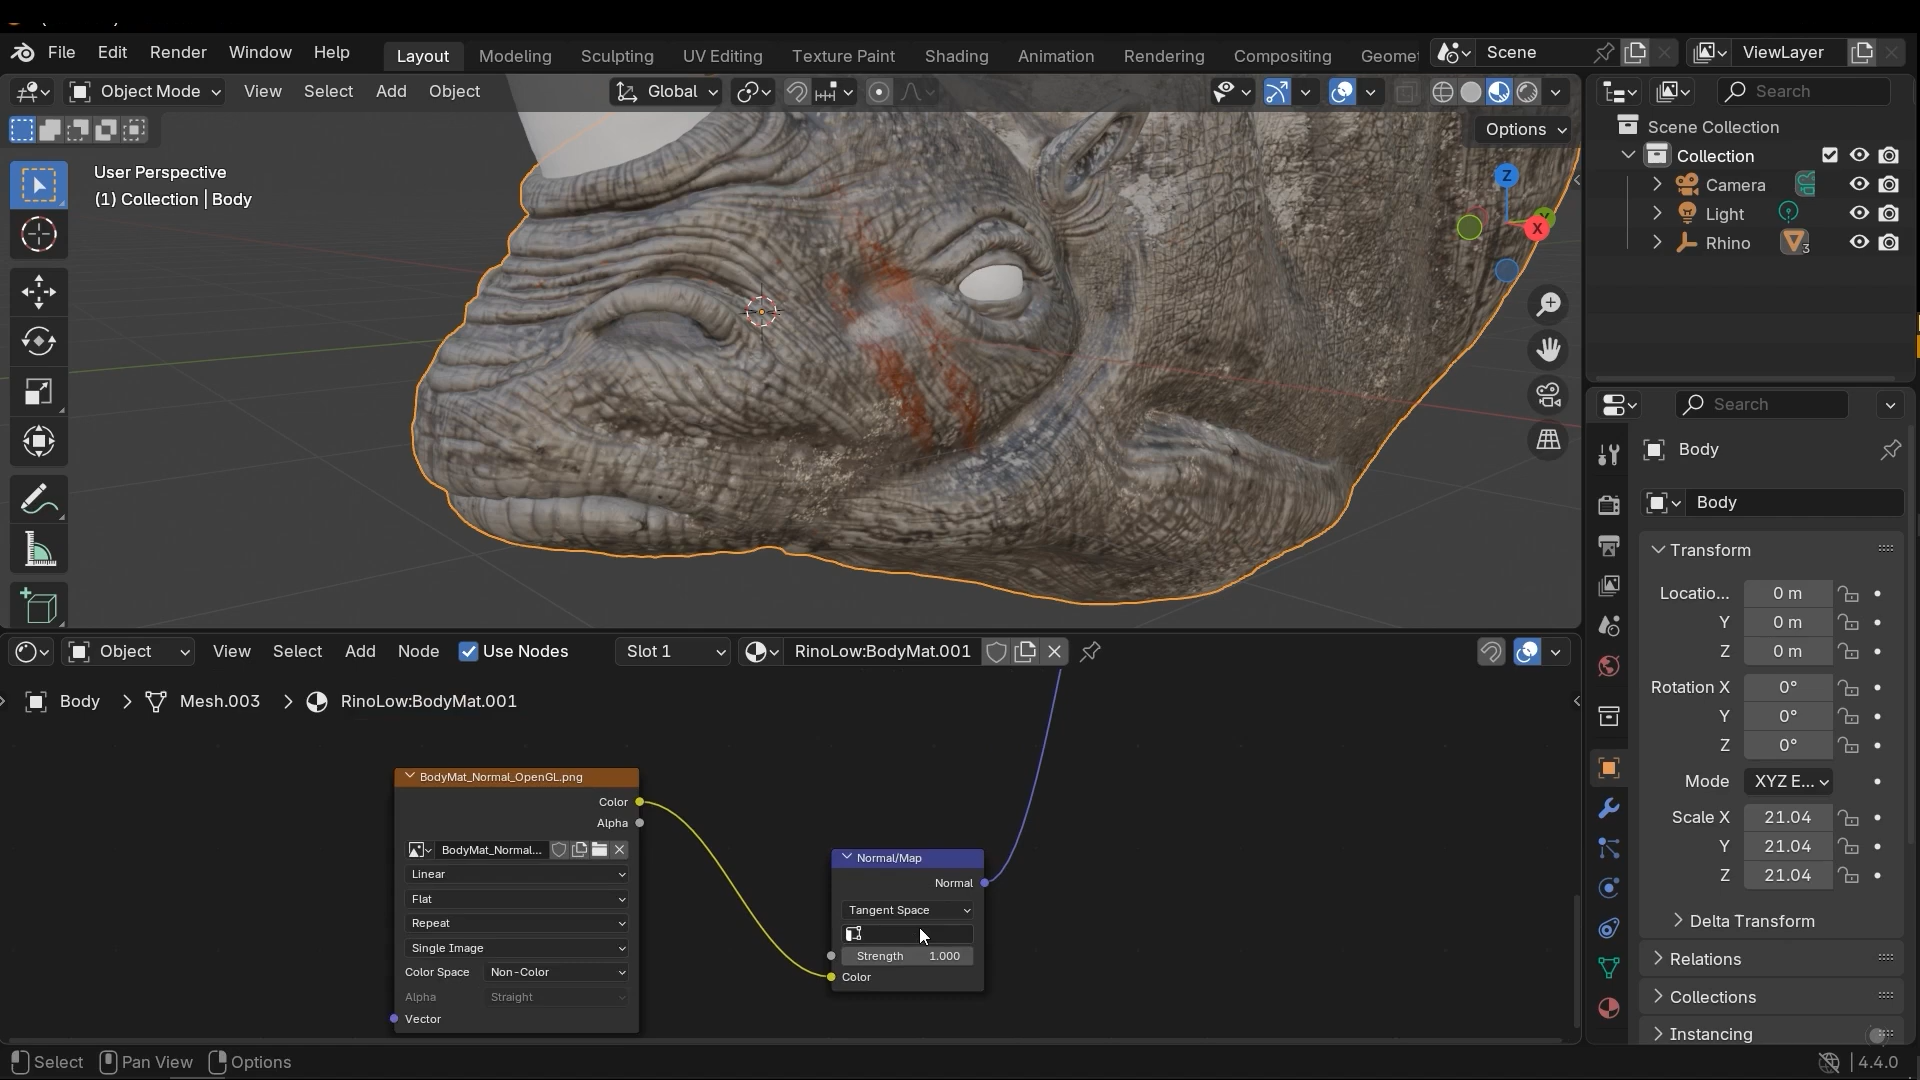 File Edit Render Window Help Layout Modeling Sculpting UV Editing Texture Paint Shading Animation Rendering Compositing Geomet Scene ViewLayer
Object Mode View Select Add Object Global Search
Options
User Perspective
(1) Collection | Body
Z
X
Y
Scene Collection
Collection
Camera
Light
Rhino
3
Search
Body
Body
Transform
Locatio... 0 m
Y 0 m
Z 0 m
Rotation X 0°
Y 0°
Z 0°
Mode XYZ E...
Scale X 21.04
Y 21.04
Z 21.04
Delta Transform
Relations
Collections
Instancing
Object View Select Add Node Use Nodes Slot 1 RinoLow:BodyMat.001
Body Mesh.003 RinoLow:BodyMat.001
BodyMat_Normal_OpenGL.png
Color
Alpha
BodyMat_Normal...
Linear
Flat
Repeat
Single Image
Color Space Non-Color
Alpha Straight
Vector
Normal/Map
Normal
Tangent Space
Strength 1.000
Color
Select Pan View Options 4.4.0